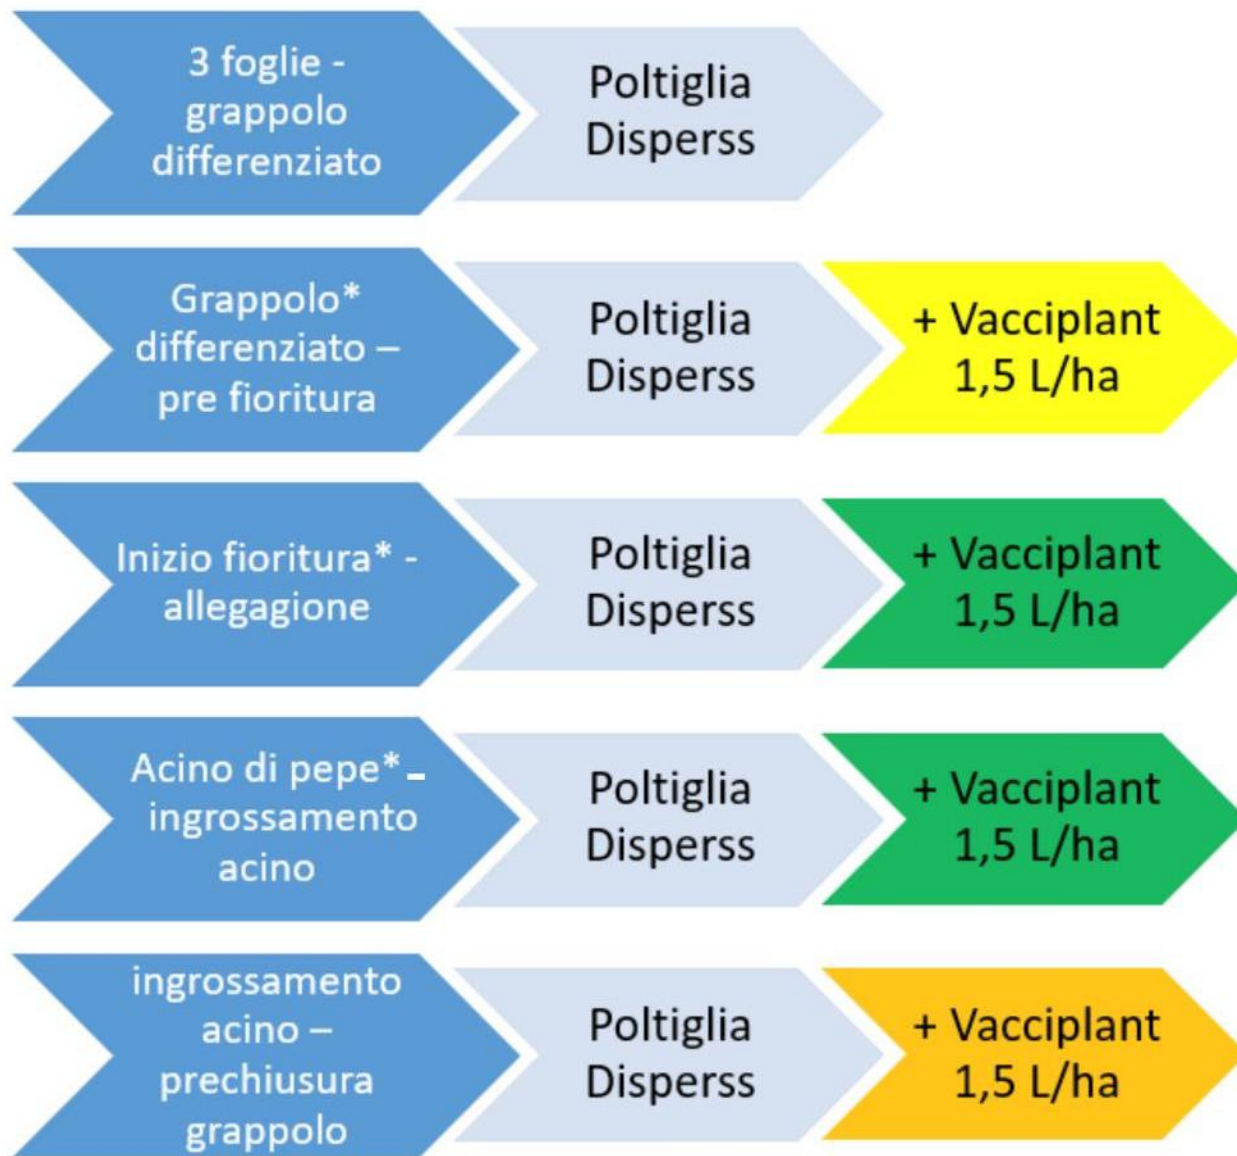 3 foglie -
grappolo
differenziato
Poltiglia
Disperss
Grappolo*
differenziato –
pre fioritura
Poltiglia
Disperss
+ Vacciplant
1,5 L/ha
Inizio fioritura* -
allegagione
Poltiglia
Disperss
+ Vacciplant
1,5 L/ha
Acino di pepe* -
ingrossamento
acino
Poltiglia
Disperss
+ Vacciplant
1,5 L/ha
ingrossamento
acino –
prechiusura
grappolo
Poltiglia
Disperss
+ Vacciplant
1,5 L/ha